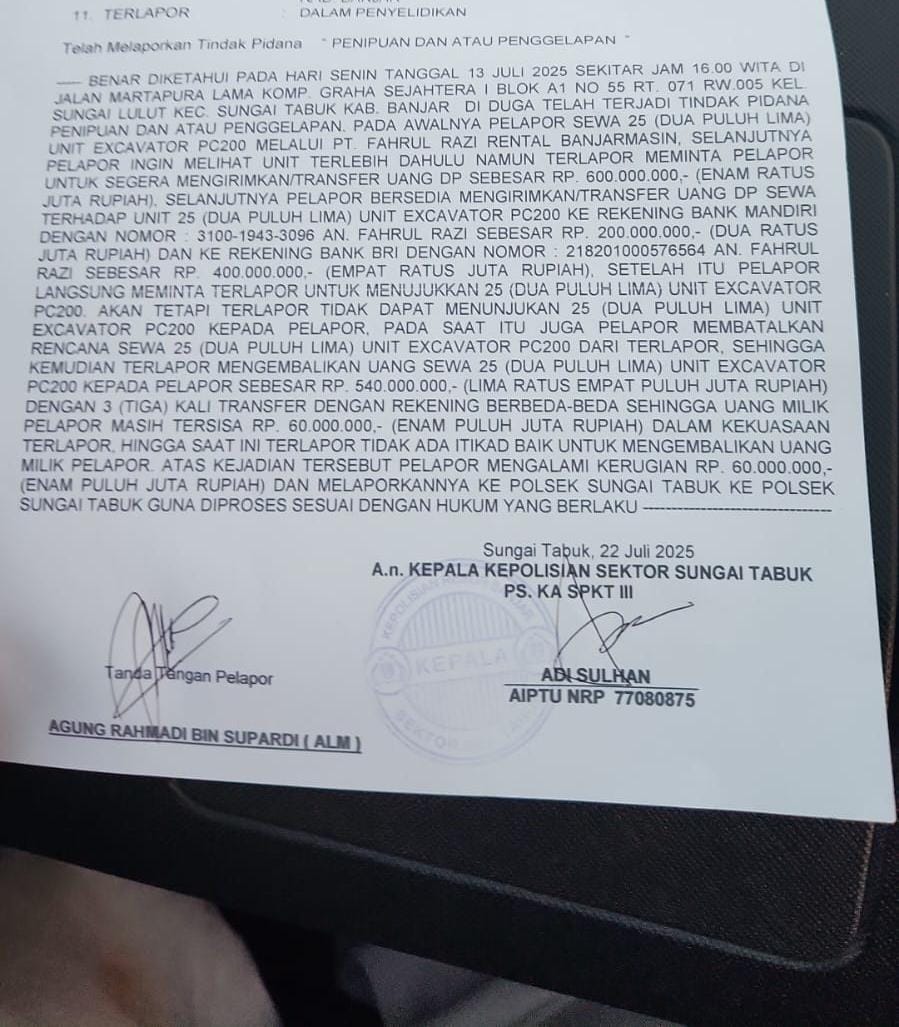 11. TERLAPOR : DALAM PENYELIDIKAN
Telah Melaporkan Tindak Pidana " PENIPUAN DAN ATAU PENGGELAPAN "
---- BENAR DIKETAHUI PADA HARI SENIN TANGGAL 13 JULI 2025 SEKITAR JAM 16.00 WITA DI
JALAN MARTAPURA LAMA KOMP. GRAHA SEJAHTERA I BLOK A1 NO 55 RT. 071 RW.005 KEL.
SUNGAI LULUT KEC. SUNGAI TABUK KAB. BANJAR DI DUGA TELAH TERJADI TINDAK PIDANA
PENIPUAN DAN ATAU PENGGELAPAN. PADA AWALNYA PELAPOR SEWA 25 (DUA PULUH LIMA)
UNIT EXCAVATOR PC200 MELALUI PT. FAHRUL RAZI RENTAL BANJARMASIN, SELANJUTNYA
PELAPOR INGIN MELIHAT UNIT TERLEBIH DAHULU NAMUN TERLAPOR MEMINTA PELAPOR
UNTUK SEGERA MENGIRIMKAN/TRANSFER UANG DP SEBESAR RP. 600.000.000,- (ENAM RATUS
JUTA RUPIAH), SELANJUTNYA PELAPOR BERSEDIA MENGIRIMKAN/TRANSFER UANG DP SEWA
TERHADAP UNIT 25 (DUA PULUH LIMA) UNIT EXCAVATOR PC200 KE REKENING BANK MANDIRI
DENGAN NOMOR : 3100-1943-3096 AN. FAHRUL RAZI SEBESAR RP. 200.000.000,- (DUA RATUS
JUTA RUPIAH) DAN KE REKENING BANK BRI DENGAN NOMOR : 218201000576564 AN. FAHRUL
RAZI SEBESAR RP. 400.000.000,- (EMPAT RATUS JUTA RUPIAH), SETELAH ITU PELAPOR
LANGSUNG MEMINTA TERLAPOR UNTUK MENUJUKKAN 25 (DUA PULUH LIMA) UNIT EXCAVATOR
PC200. AKAN TETAPI TERLAPOR TIDAK DAPAT MENUNJUKAN 25 (DUA PULUH LIMA) UNIT
EXCAVATOR PC200 KEPADA PELAPOR, PADA SAAT ITU JUGA PELAPOR MEMBATALKAN
RENCANA SEWA 25 (DUA PULUH LIMA) UNIT EXCAVATOR PC200 DARI TERLAPOR, SEHINGGA
KEMUDIAN TERLAPOR MENGEMBALIKAN UANG SEWA 25 (DUA PULUH LIMA) UNIT EXCAVATOR
PC200 KEPADA PELAPOR SEBESAR RP. 540.000.000,- (LIMA RATUS EMPAT PULUH JUTA RUPIAH)
DENGAN 3 (TIGA) KALI TRANSFER DENGAN REKENING BERBEDA-BEDA SEHINGGA UANG MILIK
PELAPOR MASIH TERSISA RP. 60.000.000,- (ENAM PULUH JUTA RUPIAH) DALAM KEKUASAAN
TERLAPOR, HINGGA SAAT INI TERLAPOR TIDAK ADA ITIKAD BAIK UNTUK MENGEMBALIKAN UANG
MILIK PELAPOR. ATAS KEJADIAN TERSEBUT PELAPOR MENGALAMI KERUGIAN RP. 60.000.000,-
(ENAM PULUH JUTA RUPIAH) DAN MELAPORKANNYA KE POLSEK SUNGAI TABUK KE POLSEK
SUNGAI TABUK GUNA DIPROSES SESUAI DENGAN HUKUM YANG BERLAKU --------------------------------
Sungai Tabuk, 22 Juli 2025
A.n. KEPALA KEPOLISIAN SEKTOR SUNGAI TABUK
PS. KA SPKT III
KEPALA
SEKTOR
Tanda Tangan Pelapor
AGUNG RAHMADI BIN SUPARDI ( ALM )
ADI SULHAN
AIPTU NRP 77080875